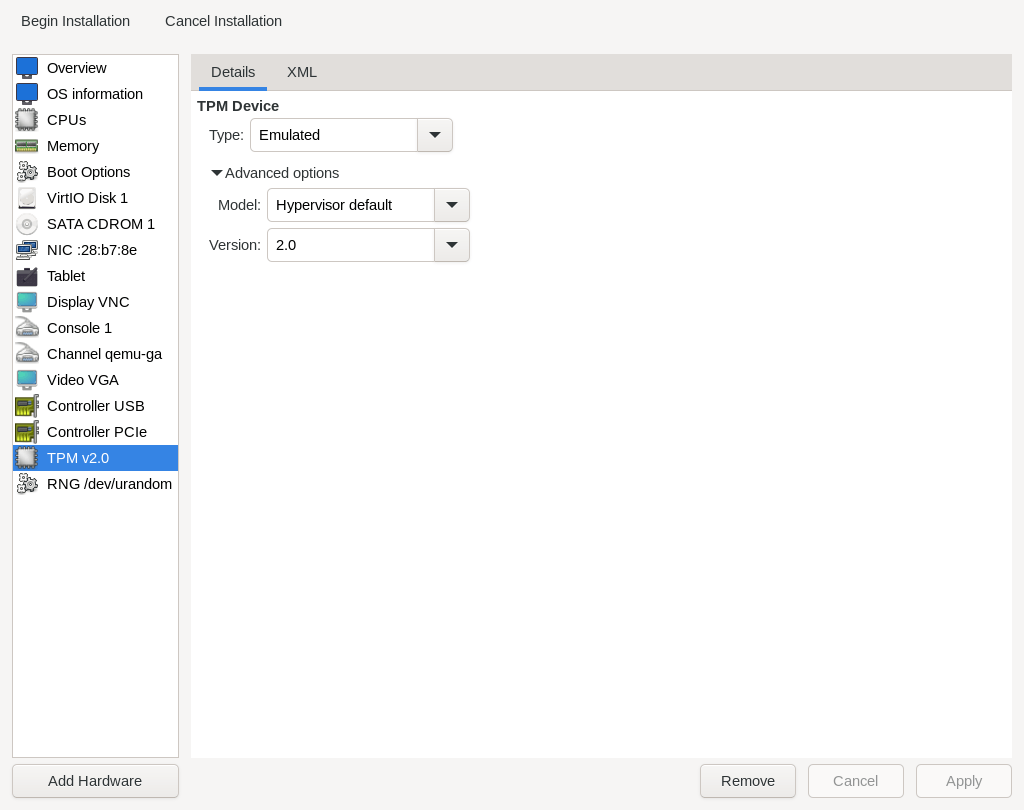 Begin Installation
Cancel Installation
Overview
OS information
CPUs
Memory
Boot Options
VirtIO Disk 1
SATA CDROM 1
NIC :28:b7:8e
Tablet
Display VNC
Console 1
Channel qemu-ga
Video VGA
Controller USB
Controller PCIe
TPM v2.0
RNG /dev/urandom
Add Hardware
Details
XML
TPM Device
Type: Emulated
Advanced options
Model: Hypervisor default
Version: 2.0
Remove
Cancel
Apply